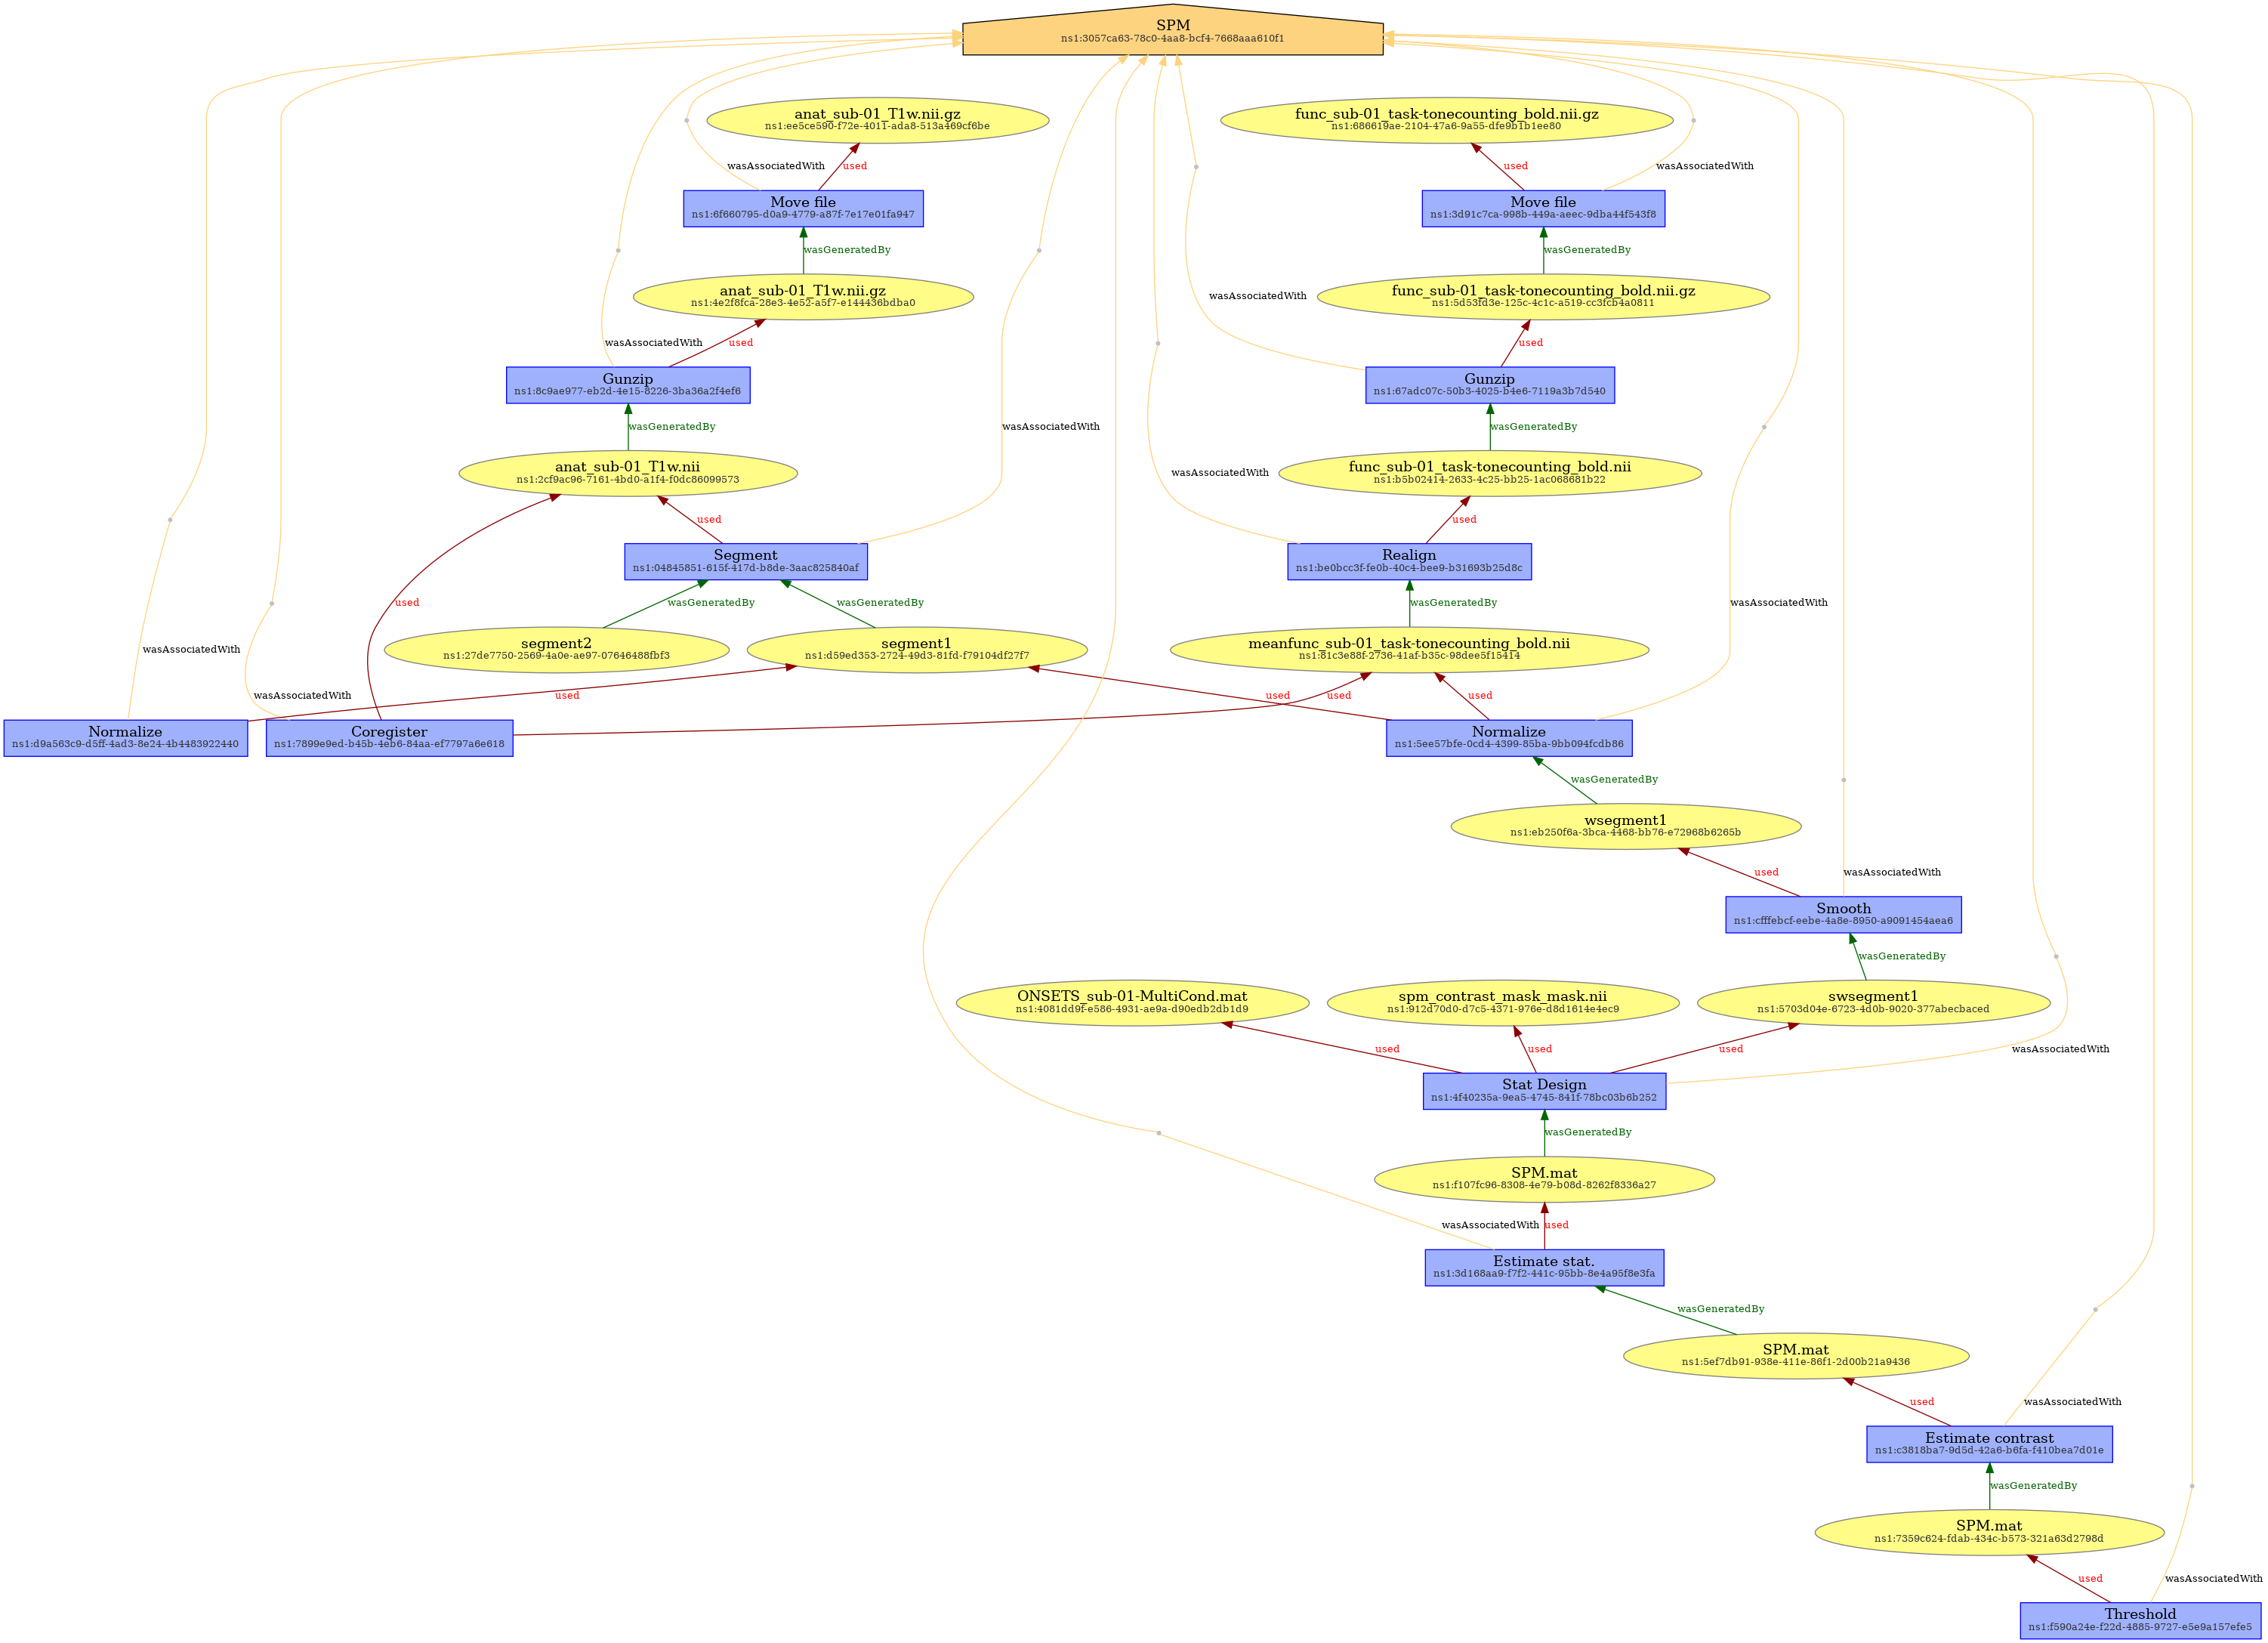 SPM
ns1:3057ca63-78c0-4aa8-bcf4-7668aaa610f1
anat_sub-01_T1w.nii.gz
ns1:ee5ce590-f72e-4011-ada8-513a469cf6be
func_sub-01_task-tonecounting_bold.nii.gz
ns1:686619ae-2104-47a6-9a55-dfe9b1b1ee80
wasAssociatedWith
used
used
wasAssociatedWith
Move file
ns1:6f660795-d0a9-4779-a87f-7e17e01fa947
Move file
ns1:3d91c7ca-998b-449a-aeec-9dba44f543f8
wasGeneratedBy
wasGeneratedBy
anat_sub-01_T1w.nii.gz
ns1:4e2f8fca-28e3-4e52-a5f7-e144436bdba0
wasAssociatedWith
func_sub-01_task-tonecounting_bold.nii.gz
ns1:5d53fd3e-125c-4c1c-a519-cc3fcb4a0811
wasAssociatedWith
used
used
Gunzip
ns1:8c9ae977-eb2d-4e15-8226-3ba36a2f4ef6
Gunzip
ns1:67adc07c-50b3-4025-b4e6-7119a3b7d540
wasGeneratedBy
wasAssociatedWith
wasGeneratedBy
anat_sub-01_T1w.nii
ns1:2cf9ac96-7161-4bd0-a1f4-f0dc86099573
wasAssociatedWith
func_sub-01_task-tonecounting_bold.nii
ns1:b5b02414-2633-4c25-bb25-1ac068681b22
used
used
Segment
ns1:04845851-615f-417d-b8de-3aac825840af
Realign
ns1:be0bcc3f-fe0b-40c4-bee9-b31693b25d8c
used
wasGeneratedBy
wasGeneratedBy
wasGeneratedBy
wasAssociatedWith
wasAssociatedWith
segment2
ns1:27de7750-2569-4a0e-ae97-07646488fbf3
segment1
ns1:d59ed353-2724-49d3-81fd-f79104df27f7
meanfunc_sub-01_task-tonecounting_bold.nii
ns1:81c3e88f-2736-41af-b35c-98dee5f15414
wasAssociatedWith
used
used
used
used
Normalize
ns1:d9a563c9-d5ff-4ad3-8e24-4b4483922440
Coregister
ns1:7899e9ed-b45b-4eb6-84aa-ef7797a6e618
Normalize
ns1:5ee57bfe-0cd4-4399-85ba-9bb094fcdb86
wasGeneratedBy
wsegment1
ns1:eb250f6a-3bca-4468-bb76-e72968b6265b
used
wasAssociatedWith
Smooth
ns1:cfffebcf-eebe-4a8e-8950-a9091454aea6
wasGeneratedBy
ONSETS_sub-01-MultiCond.mat
ns1:4081dd9f-e586-4931-ae9a-d90edb2db1d9
spm_contrast_mask_mask.nii
ns1:912d70d0-d7c5-4371-976e-d8d1614e4ec9
swsegment1
ns1:5703d04e-6723-4d0b-9020-377abecbaced
used
used
used
wasAssociatedWith
Stat Design
ns1:4f40235a-9ea5-4745-841f-78bc03b6b252
wasGeneratedBy
SPM.mat
ns1:f107fc96-8308-4e79-b08d-8262f8336a27
wasAssociatedWith
used
Estimate stat.
ns1:3d168aa9-f7f2-441c-95bb-8e4a95f8e3fa
wasGeneratedBy
SPM.mat
ns1:5ef7db91-938e-411e-86f1-2d00b21a9436
used
wasAssociatedWith
Estimate contrast
ns1:c3818ba7-9d5d-42a6-b6fa-f410bea7d01e
wasGeneratedBy
SPM.mat
ns1:7359c624-fdab-434c-b573-321a63d2798d
used
wasAssociatedWith
Threshold
ns1:f590a24e-f22d-4885-9727-e5e9a157efe5